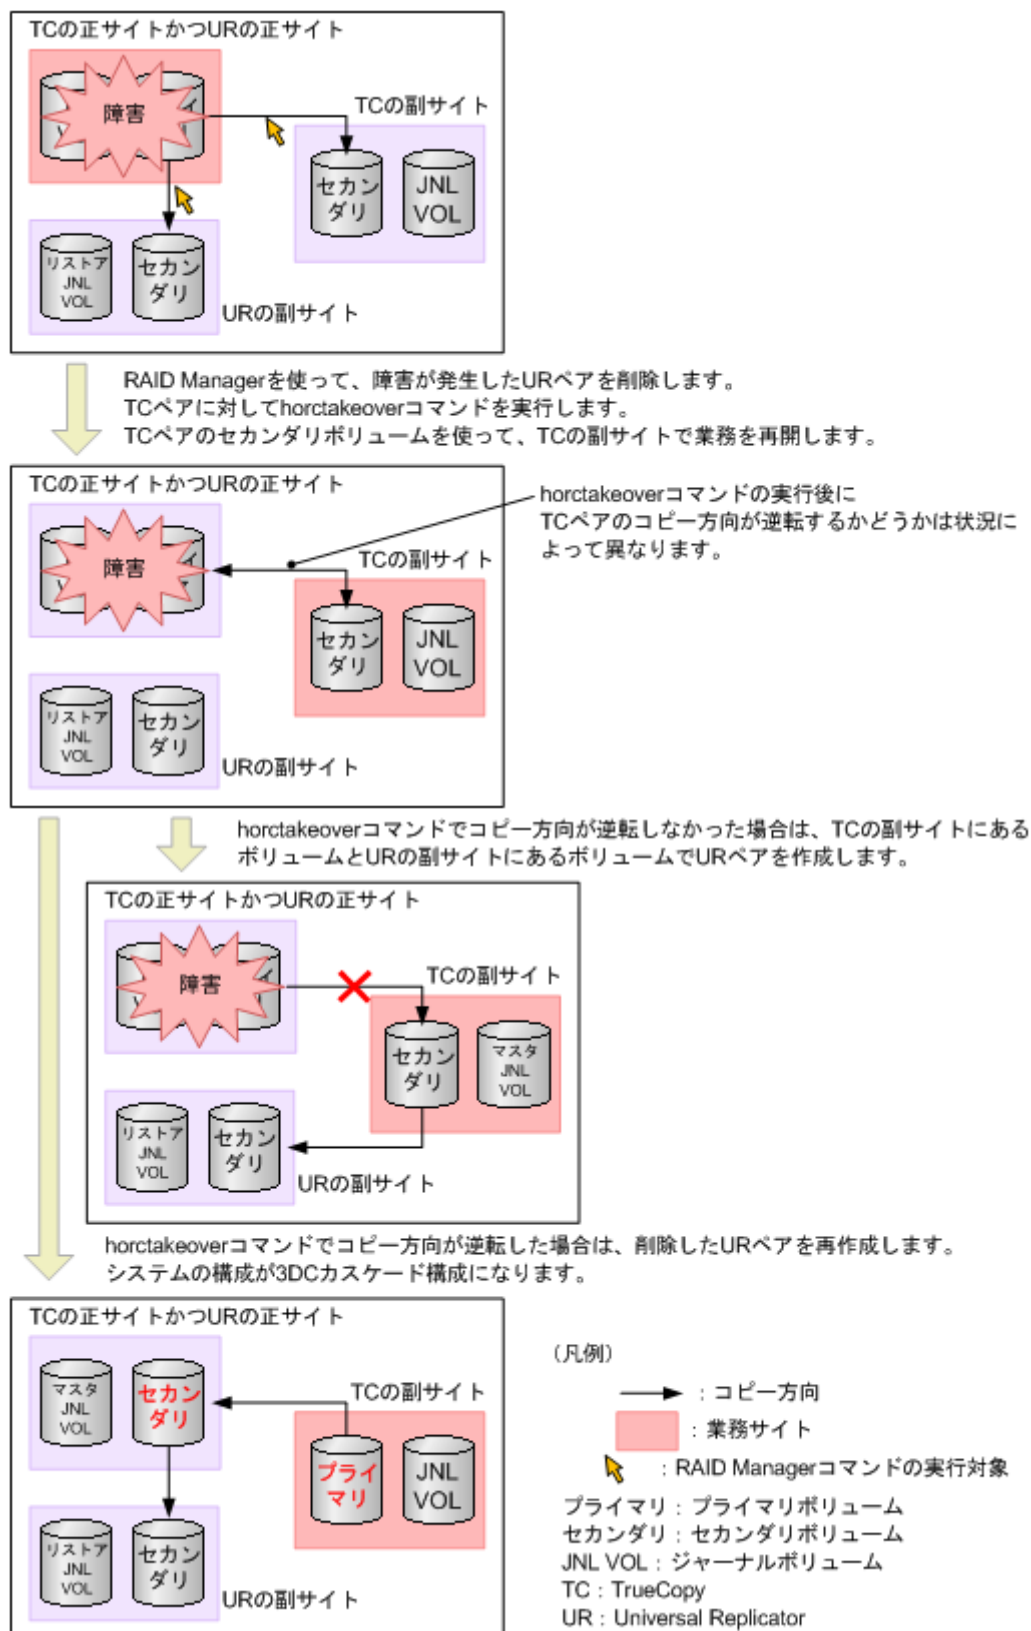 TCの正サイトかつURの正サイト
障害
TCの副サイト
セカン
ダリ
JNL
VOL
リストア
JNL
VOL
セカン
ダリ
URの副サイト
RAID Managerを使って、障害が発生したURペアを削除します。
TCペアに対してhorctakeoverコマンドを実行します。
TCペアのセカンダリボリュームを使って、TCの副サイトで業務を再開します。
TCの正サイトかつURの正サイト
horctakeoverコマンドの実行後に
TCペアのコピー方向が逆転するかどうかは状況に
よって異なります。
障害
TCの副サイト
セカン
ダリ
JNL
VOL
リストア
JNL
VOL
セカン
ダリ
URの副サイト
horctakeoverコマンドでコピー方向が逆転しなかった場合は、TCの副サイトにある
ボリュームとURの副サイトにあるボリュームでURペアを作成します。
TCの正サイトかつURの正サイト
障害
TCの副サイト
セカン
ダリ
マスタ
JNL
VOL
リストア
JNL
VOL
セカン
ダリ
URの副サイト
horctakeoverコマンドでコピー方向が逆転した場合は、削除したURペアを再作成します。
システムの構成が3DCカスケード構成になります。
TCの正サイトかつURの正サイト
マスタ
JNL
VOL
セカン
ダリ
TCの副サイト
プライ
マリ
JNL
VOL
リストア
JNL
VOL
セカン
ダリ
URの副サイト
（凡例）
：コピー方向
：業務サイト
：RAID Managerコマンドの実行対象
プライマリ：プライマリボリューム
セカンダリ：セカンダリボリューム
JNL VOL：ジャーナルボリューム
TC：TrueCopy
UR：Universal Replicator